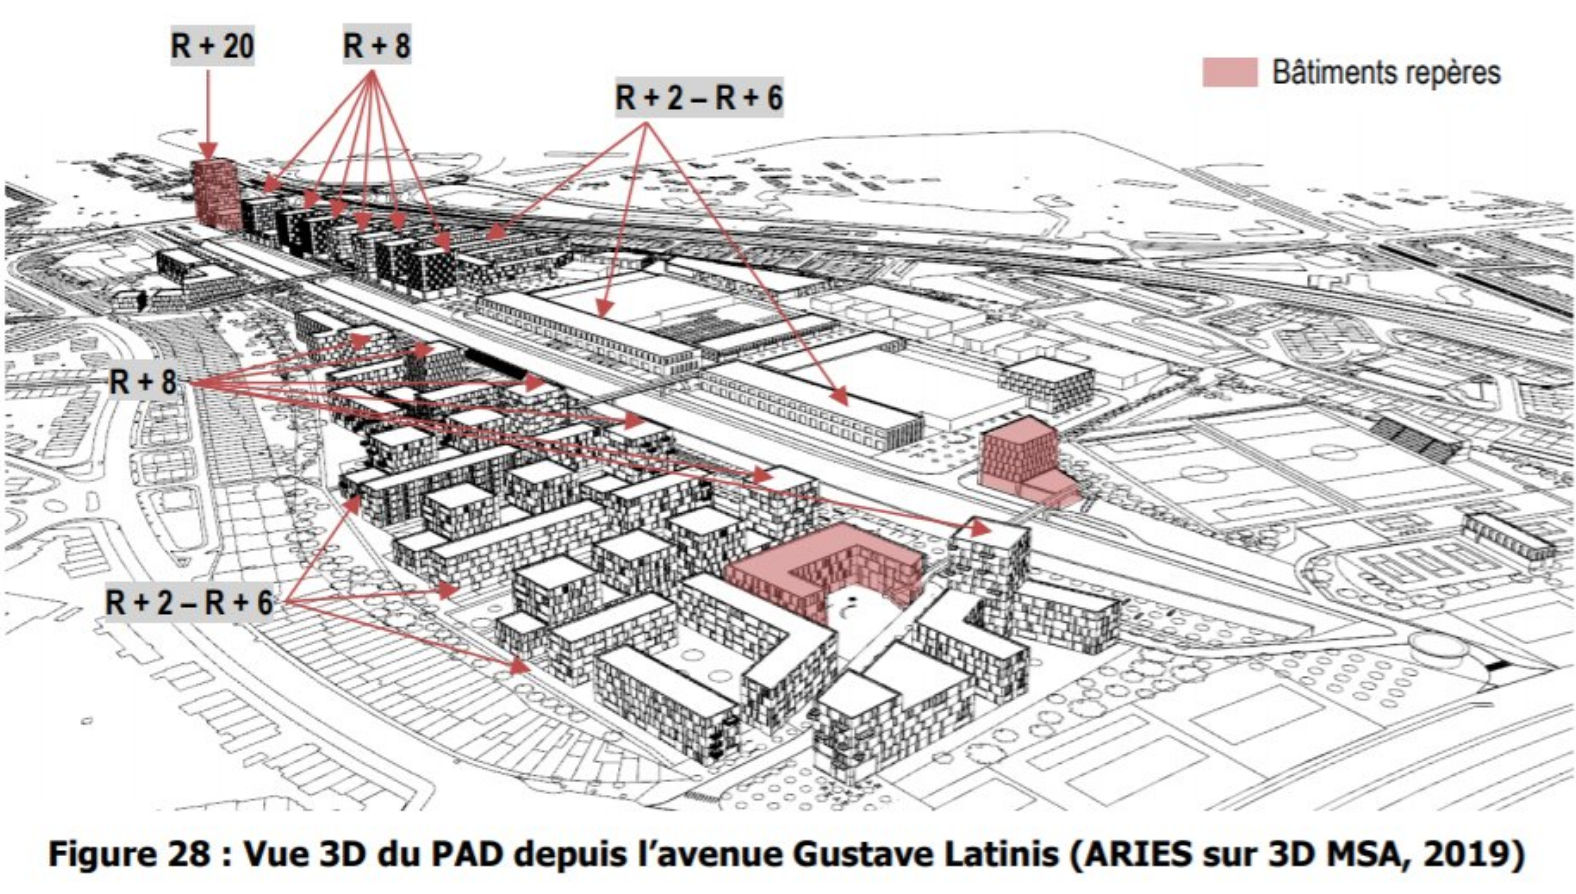 R + 20
R + 8
R + 2 – R + 6
Bâtiments repères
R + 8
R + 2 – R + 6
Figure 28 : Vue 3D du PAD depuis l’avenue Gustave Latinis (ARIES sur 3D MSA, 2019)